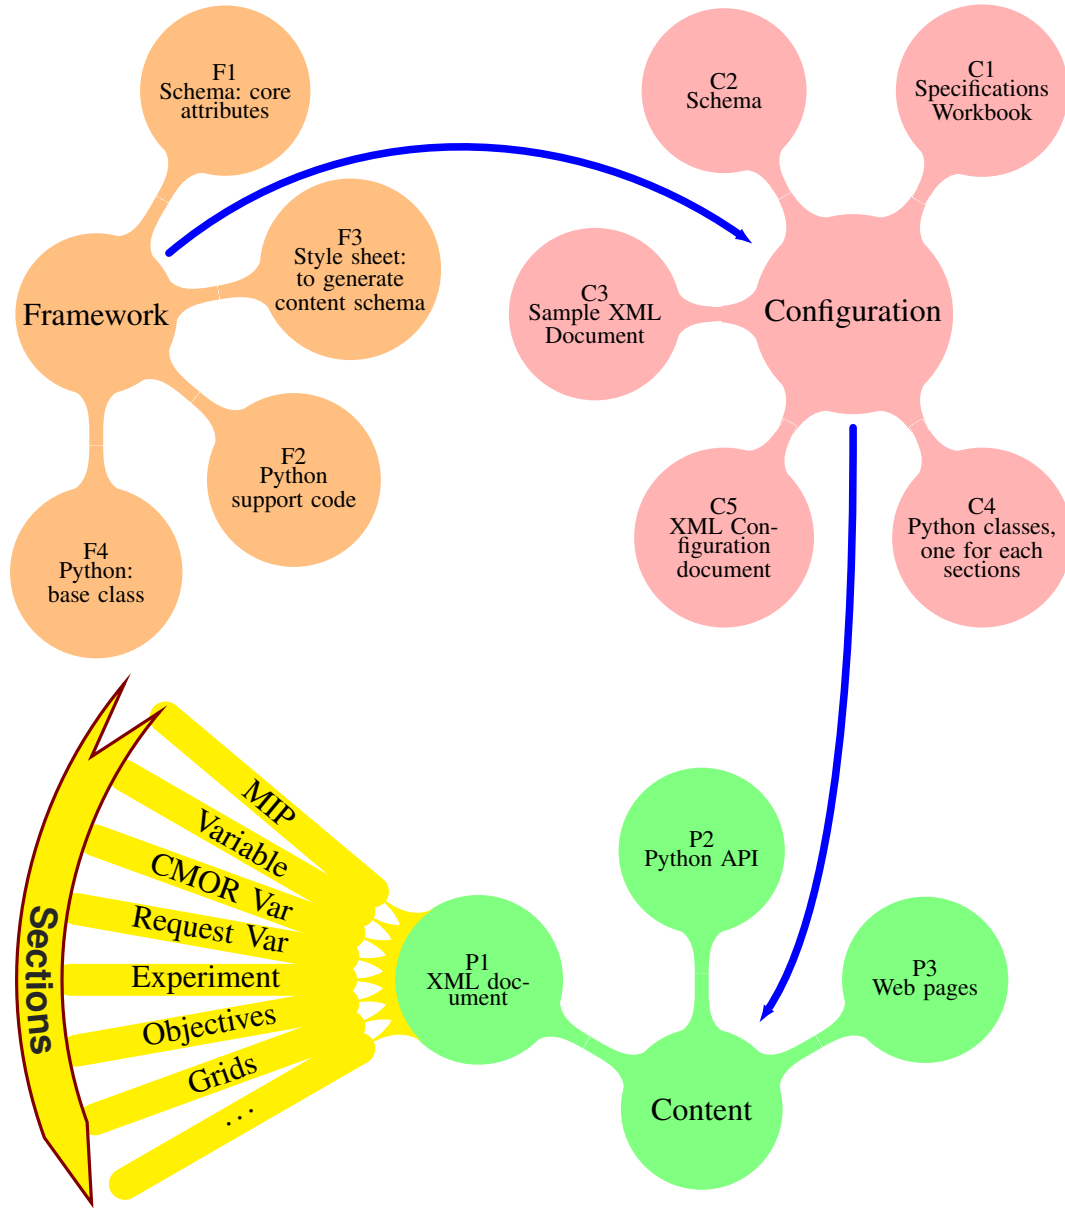 F1
Schema: core
attributes
F3
Style sheet:
to generate
content schema
Framework
F2
Python
support code
F4
Python:
base class
C2
Schema
C1
Specifications
Workbook
C3
Sample XML
Document
Configuration
C5
XML Con-
figuration
document
C4
Python classes,
one for each
sections
Sections
MIP
Variable
CMOR Var
Request Var
Experiment
Objectives
Grids
...
P1
XML doc-
ument
P2
Python API
P3
Web pages
Content